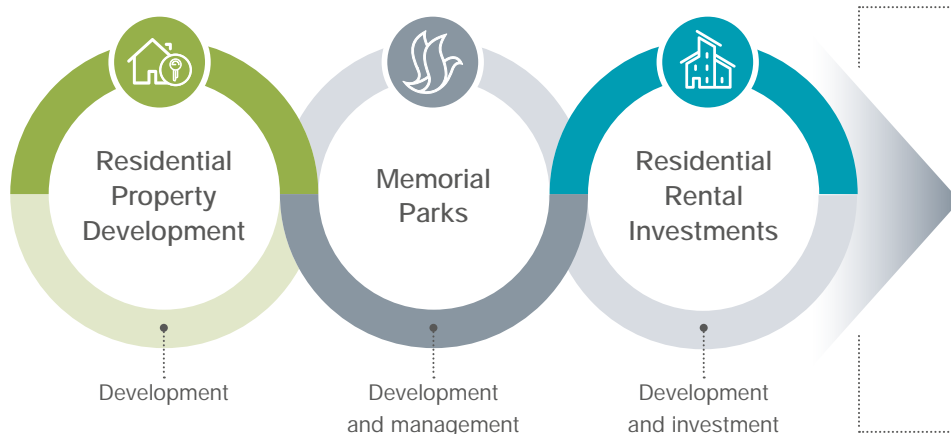 Residential
Property
Development
Memorial
Parks
Residential
Rental
Investments
Development
Development
and management
Development
and investment